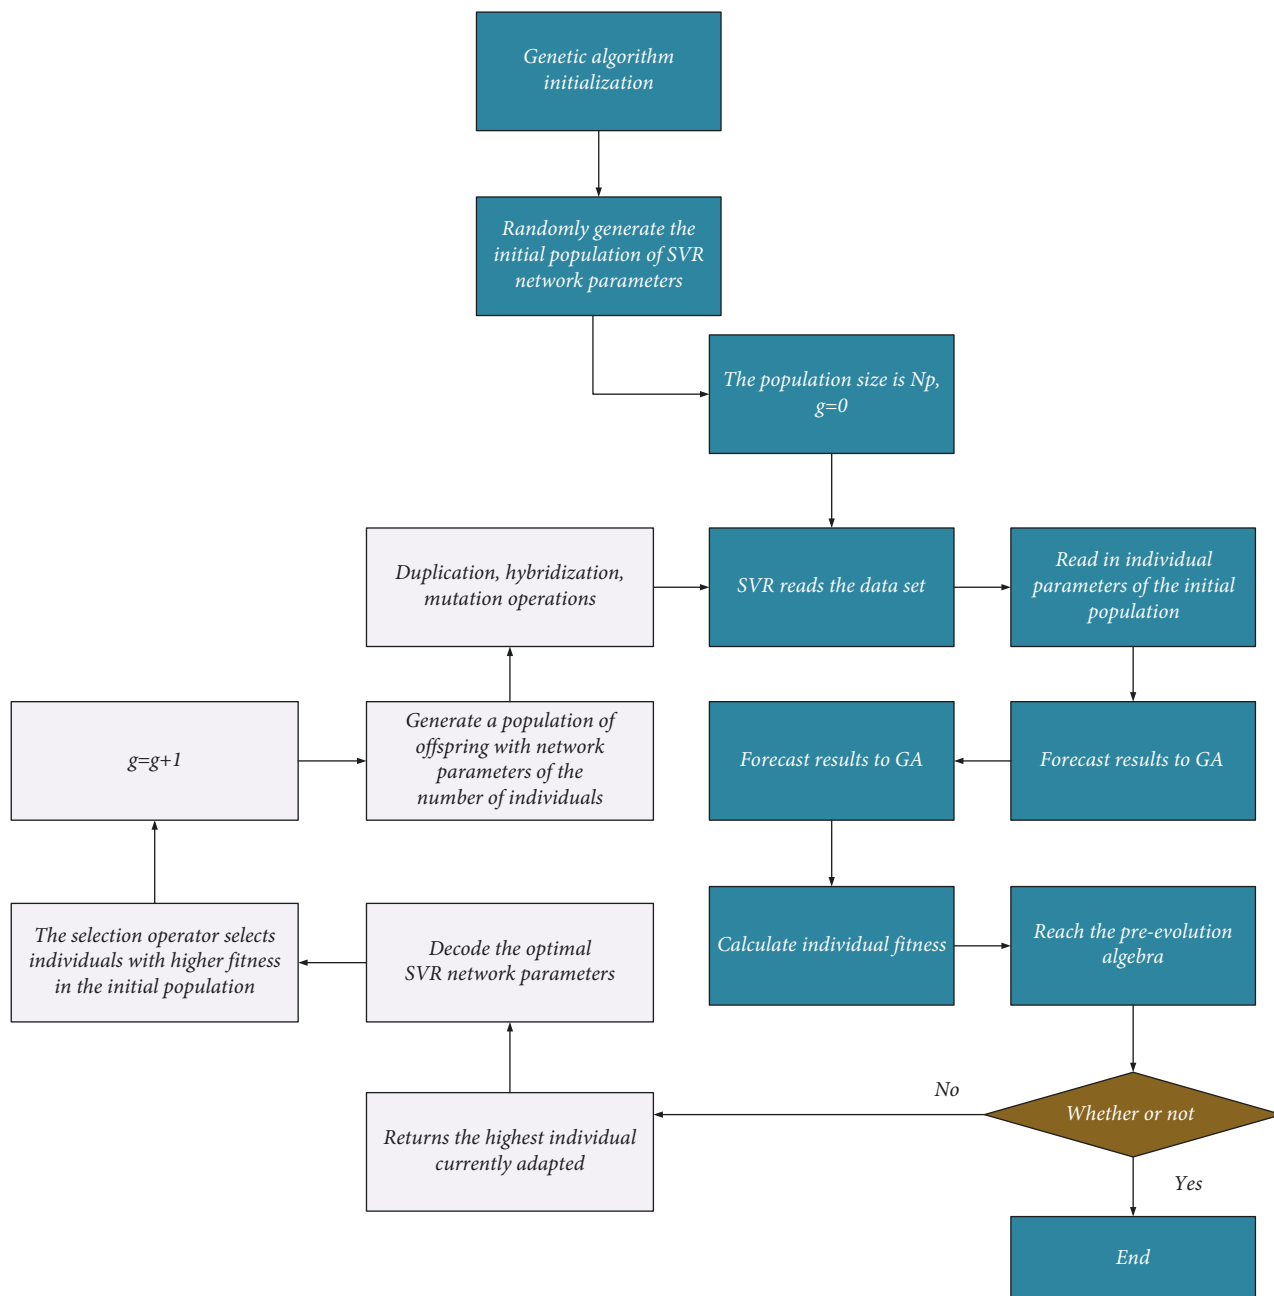 Genetic algorithm
initialization
Randomly generate the
initial population of SVR
network parameters
The population size is Np,
g=0
Duplication, hybridization,
mutation operations
SVR reads the data set
Read in individual
parameters of the initial
population
g=g+1
Generate a population of
offspring with network
parameters of the
number of individuals
Forecast results to GA
Forecast results to GA
The selection operator selects
individuals with higher fitness
in the initial population
Decode the optimal
SVR network parameters
Calculate individual fitness
Reach the pre-evolution
algebra
No
Whether or not
Returns the highest individual
currently adapted
Yes
End